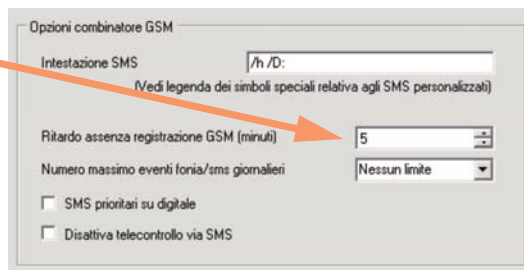 Opzioni combinatore GSM
Intestazione SMS /h /D:
(Vedi legenda dei simboli speciali relativa agli SMS personalizzati)
Ritardo assenza registrazione GSM (minuti) 5
Numero massimo eventi fonia/sms giornalieri Nessun limite
SMS prioritari su digitale
Disattiva telecontrollo via SMS